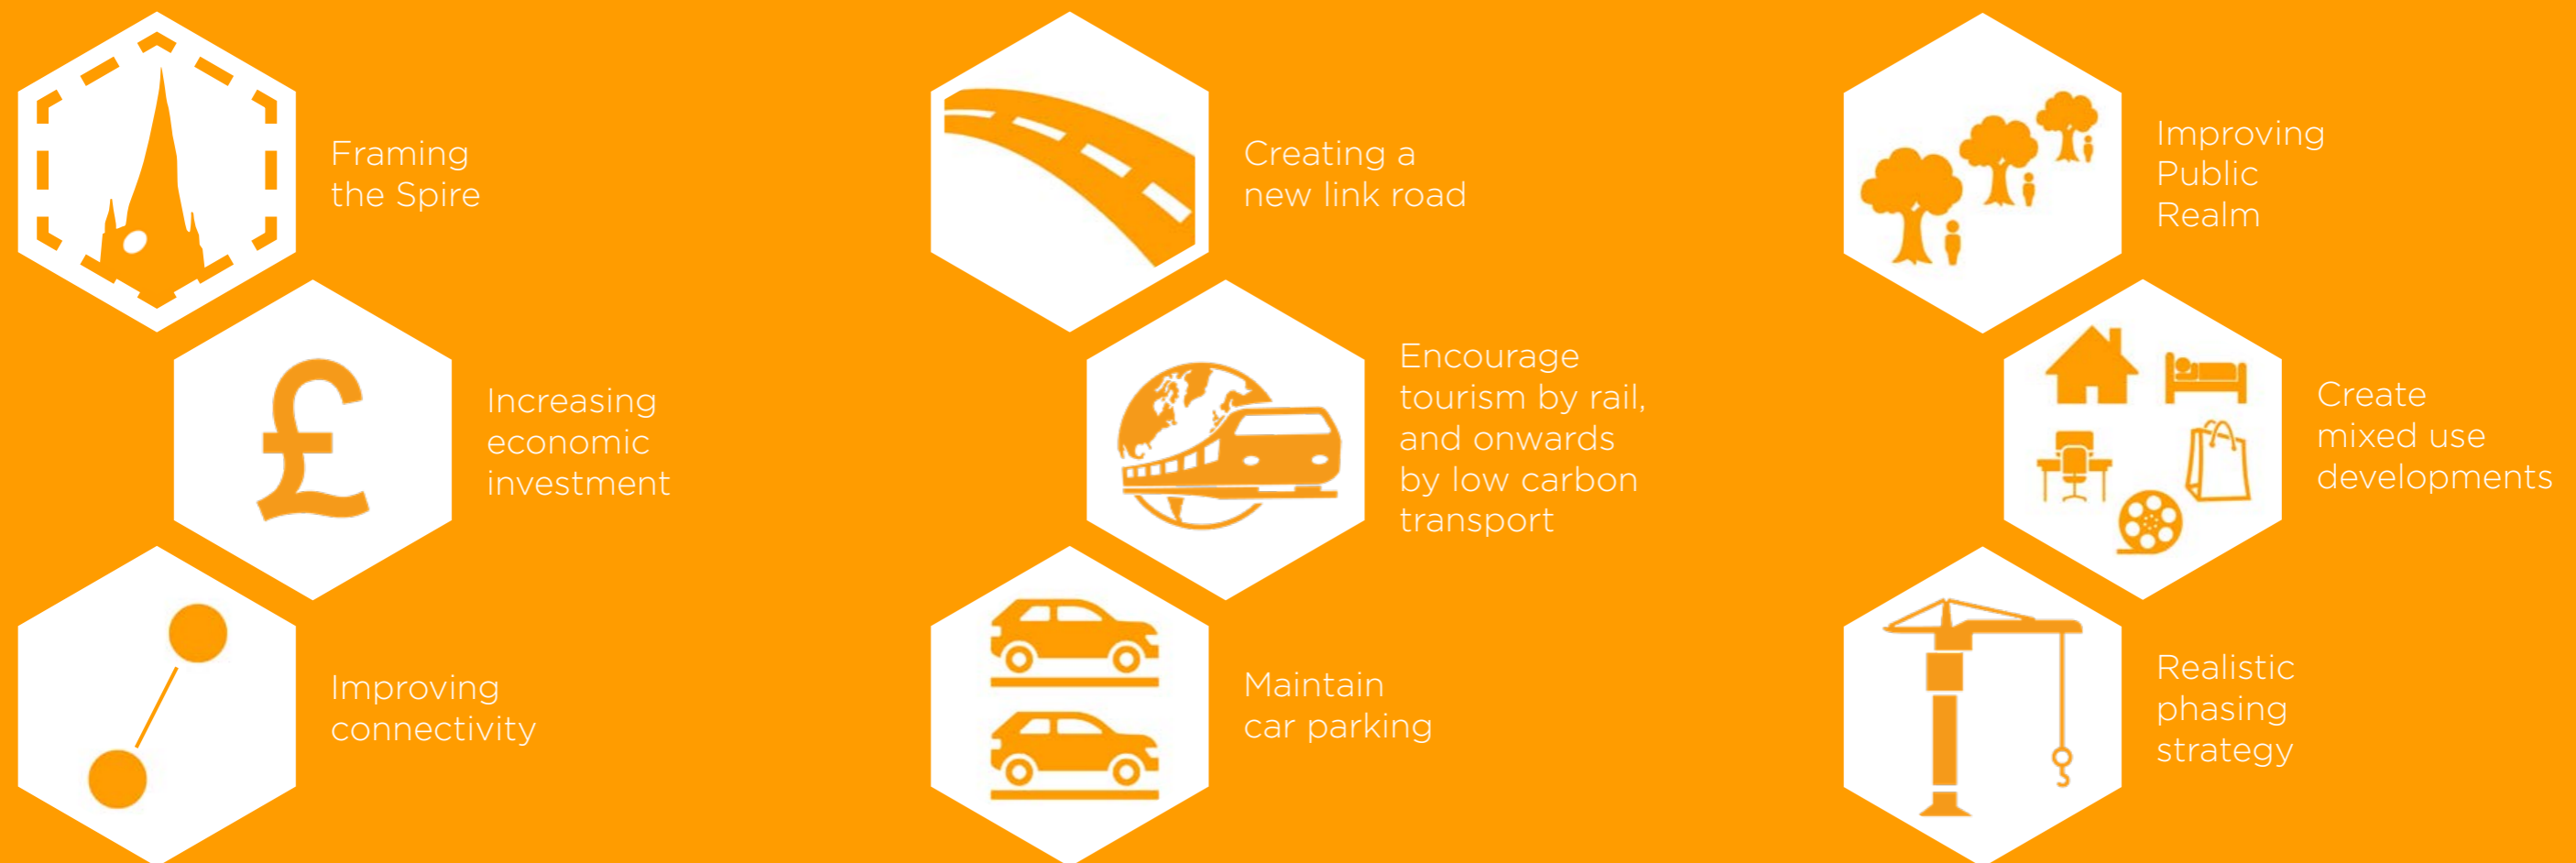 Framing
the Spire
Increasing
economic
investment
Improving
connectivity
Creating a
new link road
Encourage
tourism by rail,
and onwards
by low carbon
transport
Maintain
car parking
Improving
Public
Realm
Create
mixed use
developments
Realistic
phasing
strategy